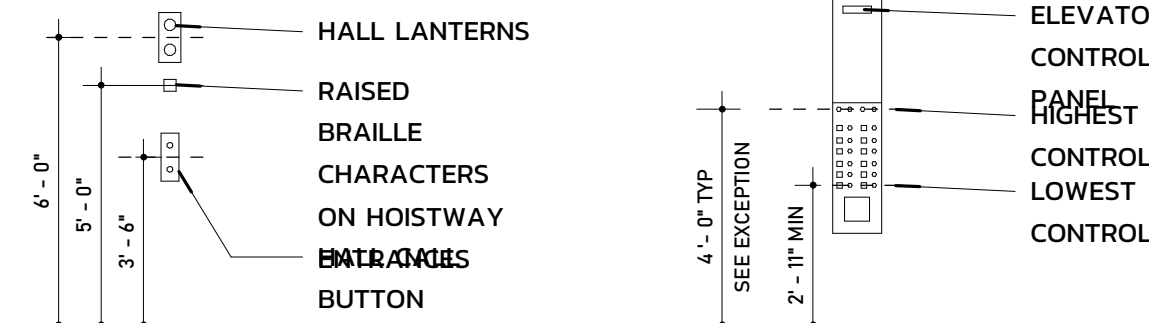 HALL LANTERNS
RAISED
BRAILLE
CHARACTERS
ON HOISTWAY
ENTRANCES
HALL CALL
BUTTON
6' - 0"
5' - 0"
3' - 6"
ELEVATO
CONTROL
PANEL
HIGHEST
CONTROL
LOWEST
CONTROL
4' - 0" TYP
SEE EXCEPTION
2' - 11" MIN